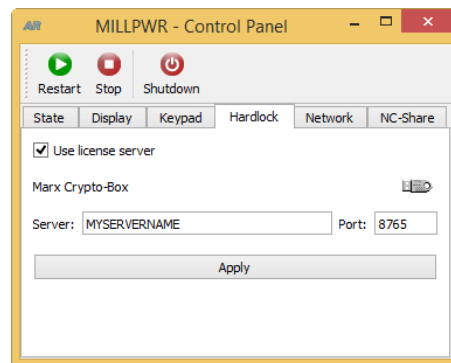 AR MILLPWR - Control Panel
Restart Stop Shutdown
State Display Keypad Hardlock Network NC-Share
Use license server
Marx Crypto-Box
Server: MYSERVERNAME Port: 8765
Apply